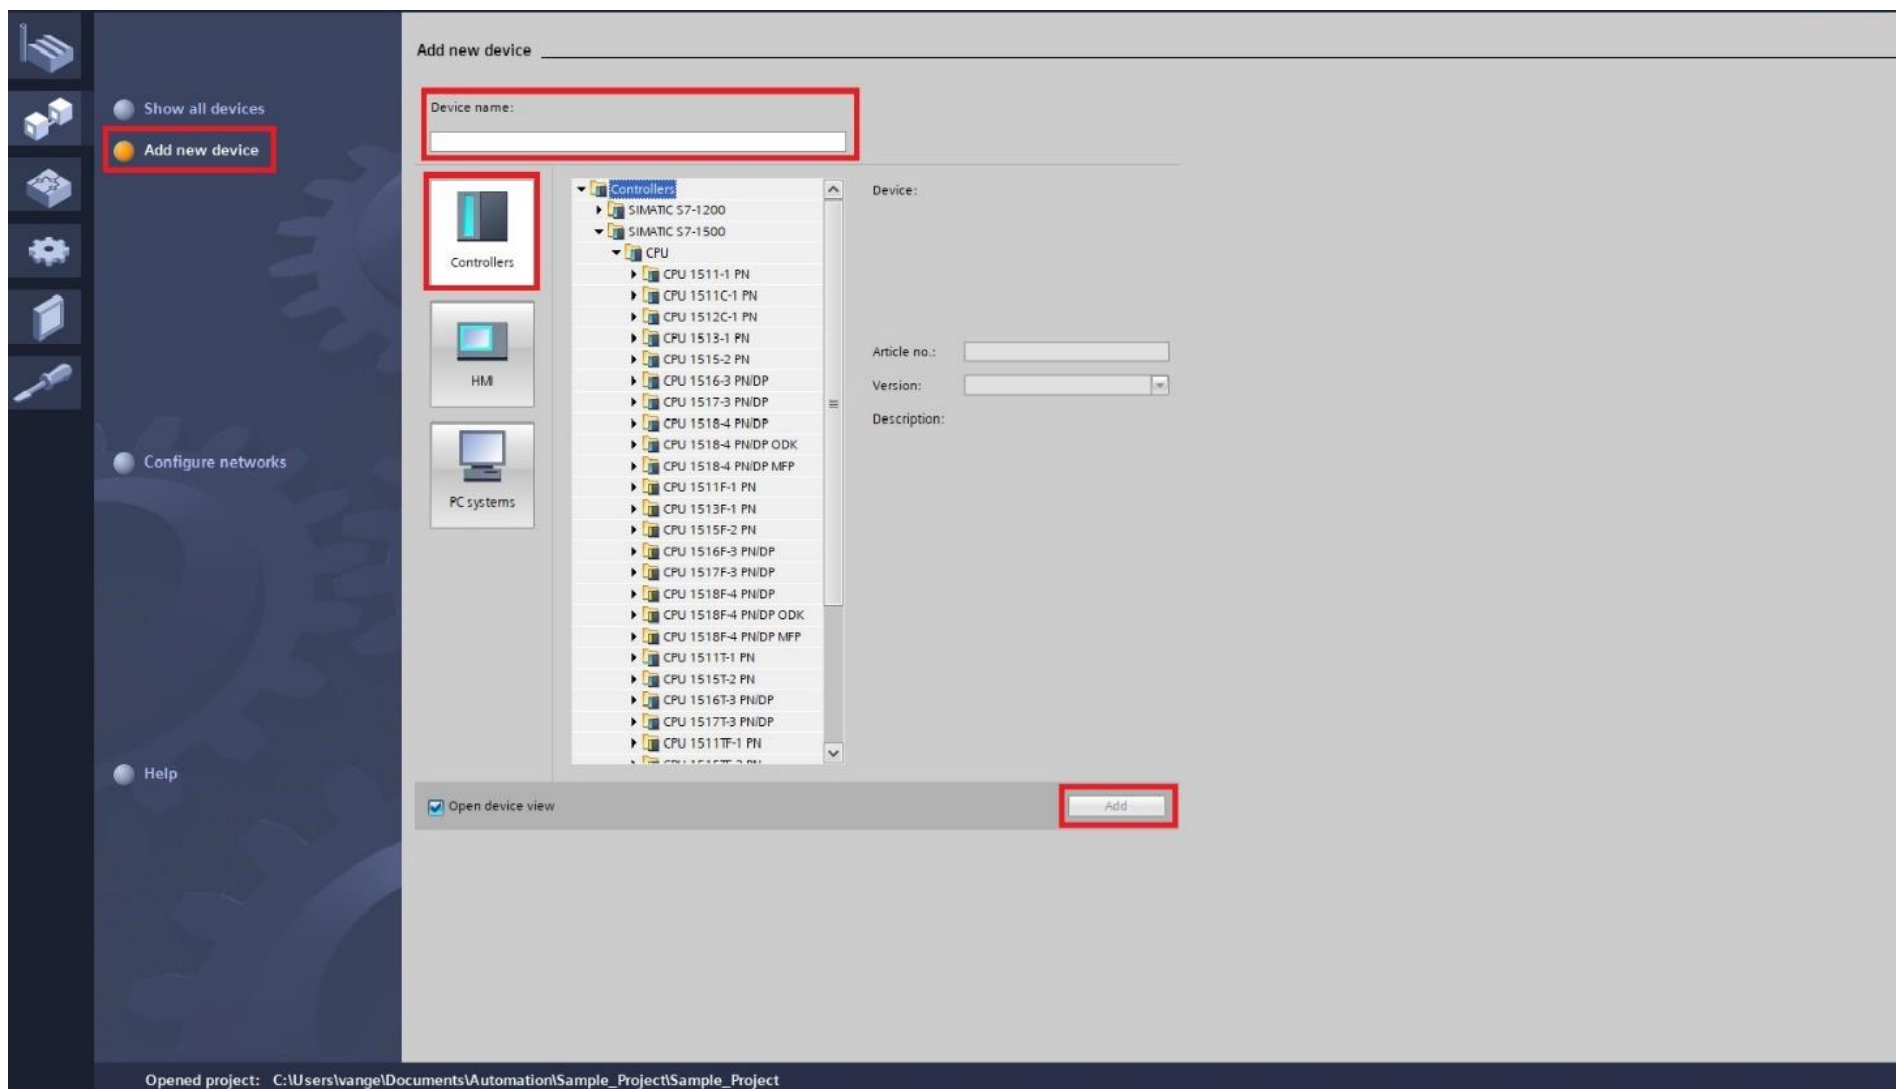 Add new device
Show all devices
Add new device
Configure networks
Help
Device name:
Controllers
HMI
PC systems
Controllers
SIMATIC S7-1200
SIMATIC S7-1500
CPU
CPU 1511-1 PN
CPU 1511C-1 PN
CPU 1512C-1 PN
CPU 1513-1 PN
CPU 1515-2 PN
CPU 1516-3 PN/DP
CPU 1517-3 PN/DP
CPU 1518-4 PN/DP
CPU 1518-4 PN/DP ODK
CPU 1518-4 PN/DP MFP
CPU 1511F-1 PN
CPU 1513F-1 PN
CPU 1515F-2 PN
CPU 1516F-3 PN/DP
CPU 1517F-3 PN/DP
CPU 1518F-4 PN/DP
CPU 1518F-4 PN/DP ODK
CPU 1518F-4 PN/DP MFP
CPU 1511T-1 PN
CPU 1515T-2 PN
CPU 1516T-3 PN/DP
CPU 1517T-3 PN/DP
CPU 1511TF-1 PN
Device:
Article no.:
Version:
Description:
Open device view
Add
Opened project: C:\Users\vange\Documents\Automation\Sample_Project\Sample_Project